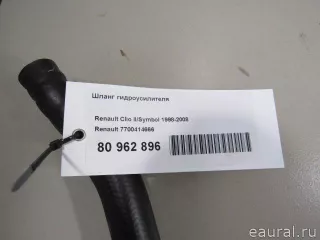 Шланг гидроусилителя
Renault Clio II/Symbol 1998-2008
Renault 7700414666
80 962 896
eaural.ru